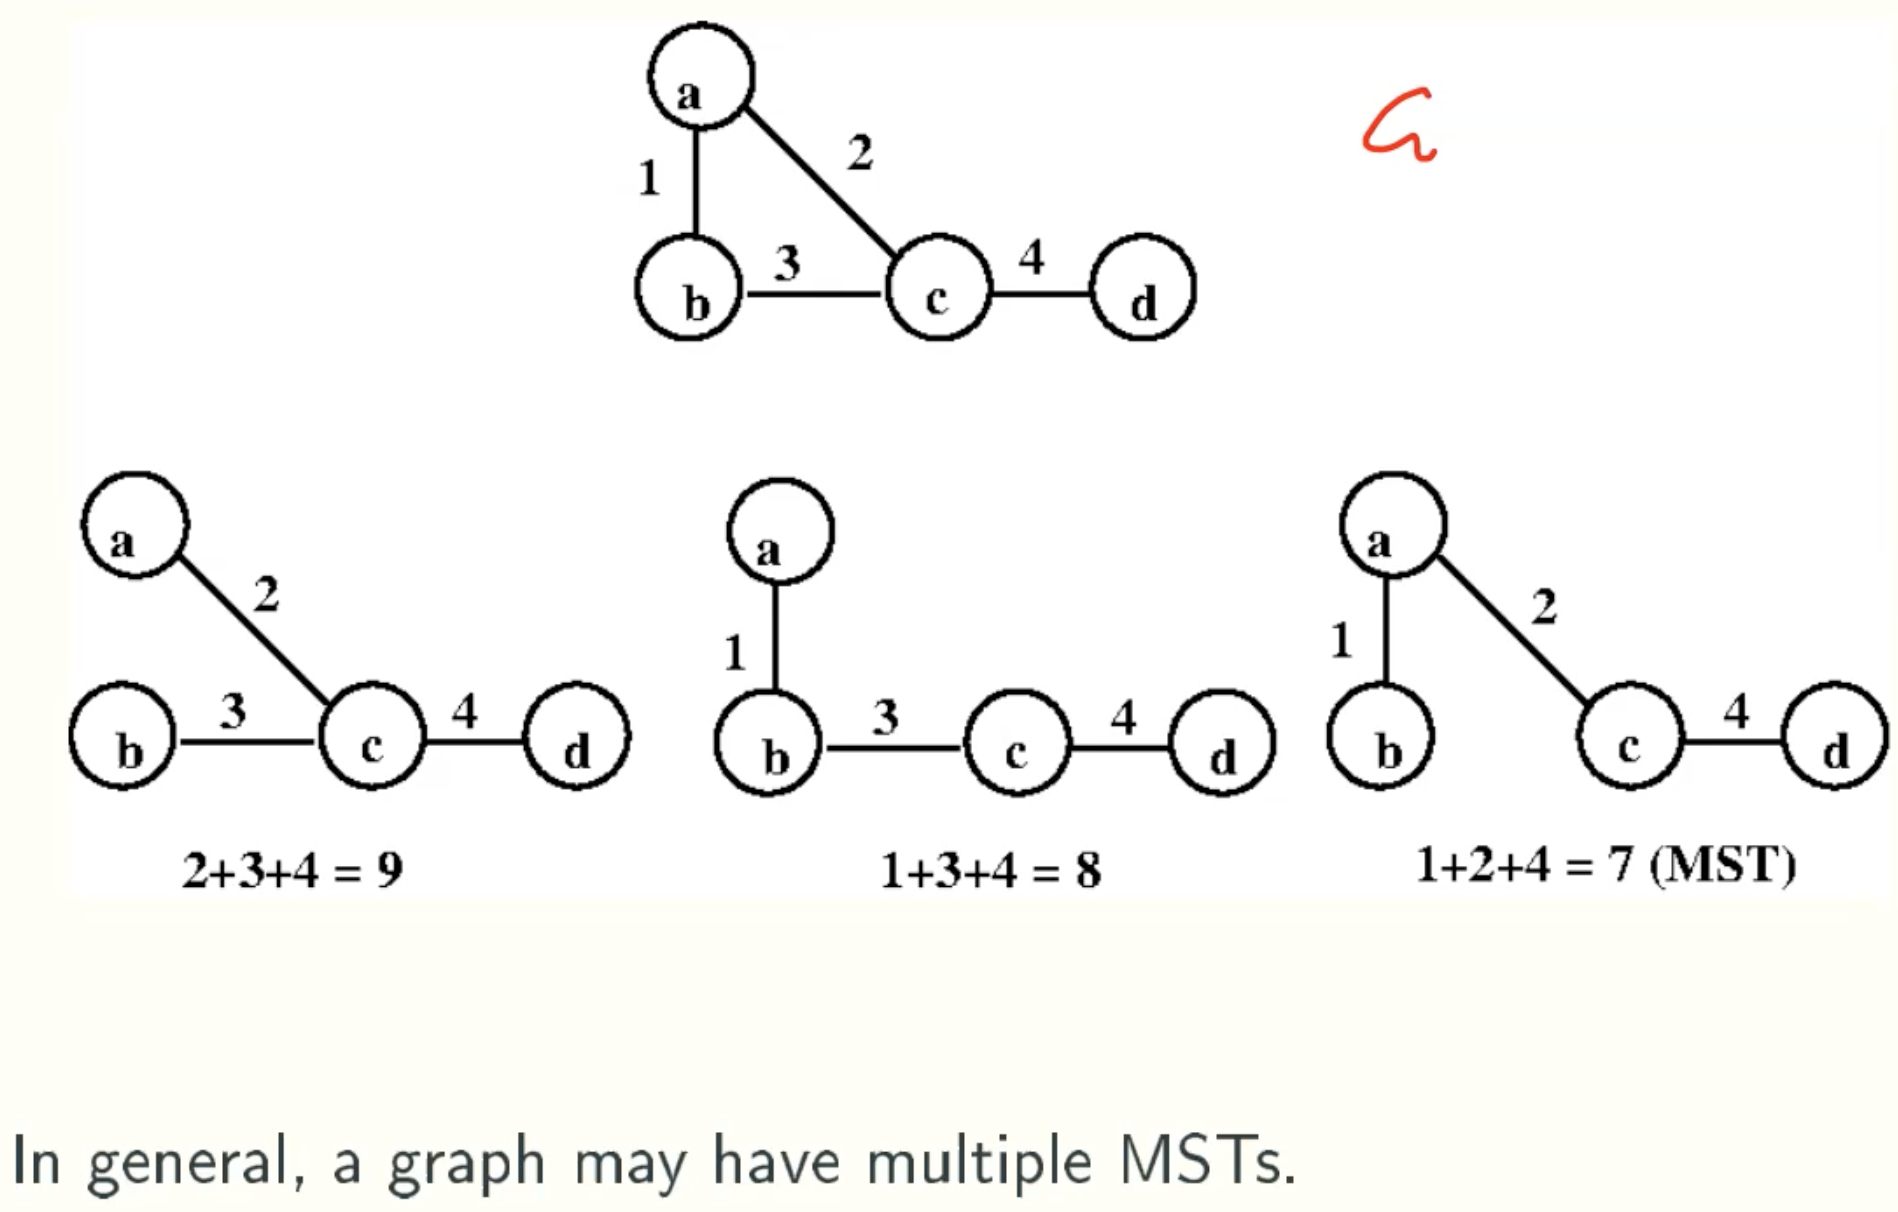 a
G
2
1
3
4
b
c
d
a
a
a
2
2
1
1
3
4
3
4
4
b
c
d
b
c
d
b
c
d
2+3+4 = 9
1+3+4 = 8
1+2+4 = 7 (MST)
In general, a graph may have multiple MSTs.